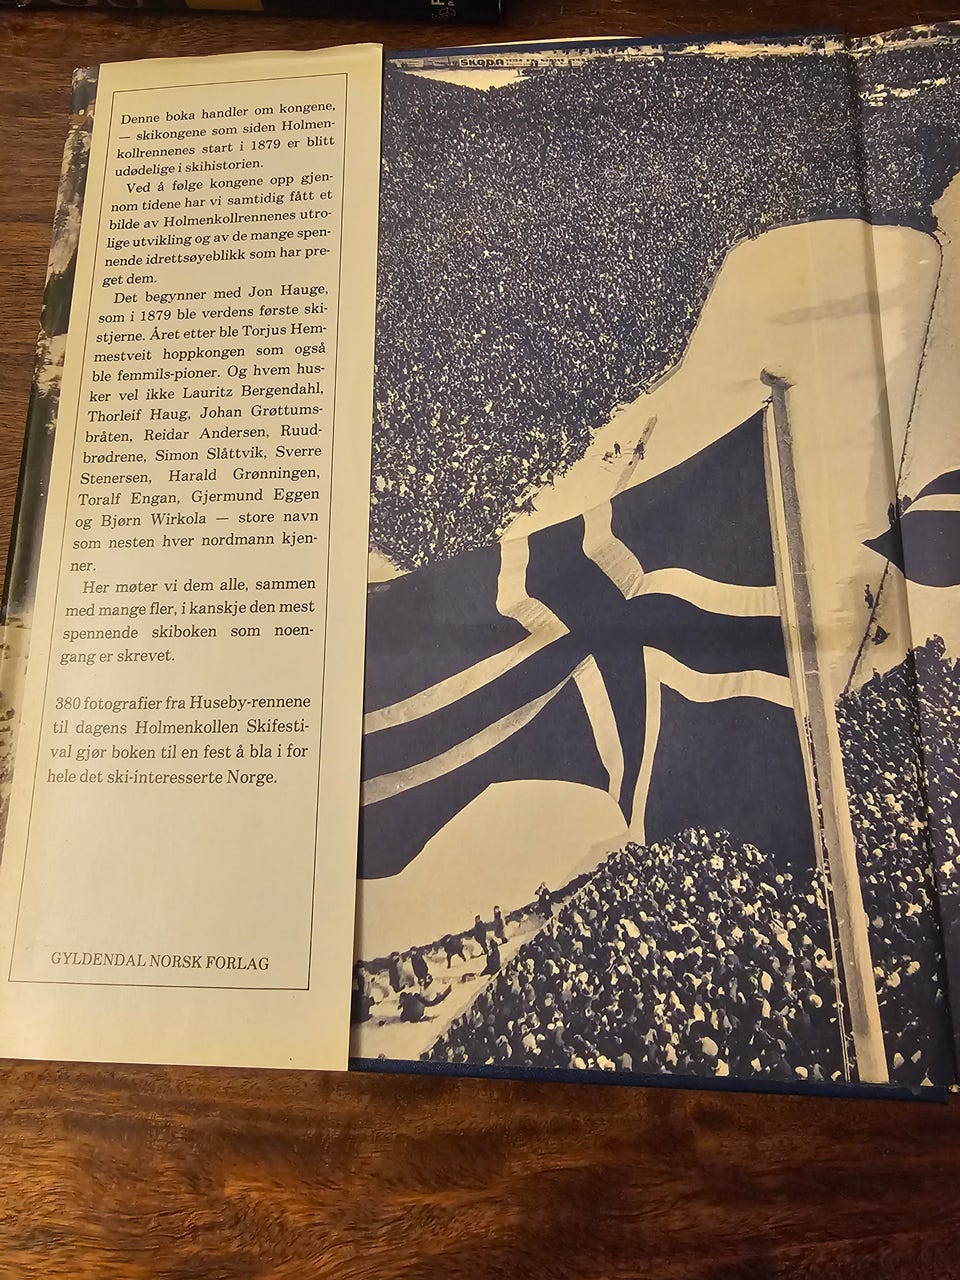 SKODA
Denne boka handler om kongene,
— skikongene som siden Holmen-
kollrennenes start i 1879 er blitt
udødelige i skihistorien.
Ved å følge kongene opp gjen-
nom tidene har vi samtidig fått et
bilde av Holmenkollrennenes utro-
lige utvikling og av de mange spen-
nende idrettsøyeblikk som har pre-
get dem.
Det begynner med Jon Hauge,
som i 1879 ble verdens første ski-
stjerne. Året etter ble Torjus Hem-
mestveit hoppkongen som også
ble femmils-pioner. Og hvem hus-
ker vel ikke Lauritz Bergendahl,
Thorleif Haug, Johan Grøttums-
bråten, Reidar Andersen, Ruud-
brødrene, Simon Slåttvik, Sverre
Stenersen, Harald Grønningen,
Toralf Engan, Gjermund Eggen
og Bjørn Wirkola — store navn
som nesten hver nordmann kjen-
ner.
Her møter vi dem alle, sammen
med mange fler, i kanskje den mest
spennende skiboken som noen-
gang er skrevet.
380 fotografier fra Huseby-rennene
til dagens Holmenkollen Skifesti-
val gjør boken til en fest å bla i for
hele det ski-interesserte Norge.
GYLDENDAL NORSK FORLAG